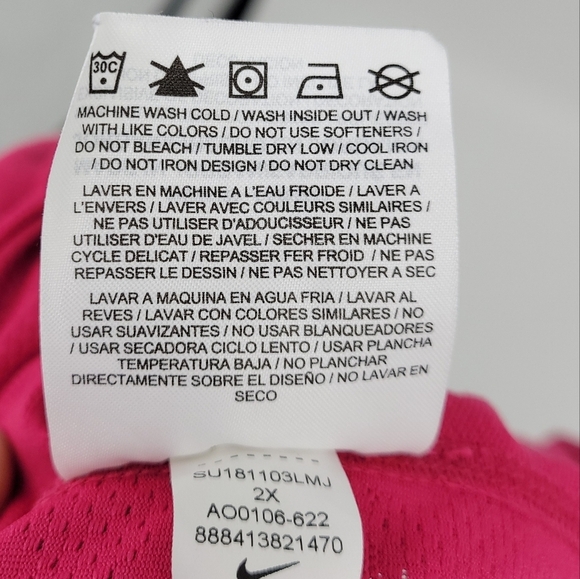 30C
MACHINE WASH COLD / WASH INSIDE OUT / WASH
WITH LIKE COLORS / DO NOT USE SOFTENERS /
DO NOT BLEACH / TUMBLE DRY LOW / COOL IRON
/ DO NOT IRON DESIGN / DO NOT DRY CLEAN
LAVER EN MACHINE A L'EAU FROIDE / LAVER A
L'ENVERS / LAVER AVEC COULEURS SIMILAIRES /
NE PAS UTILISER D'ADOUCISSEUR / NE PAS
UTILISER D'EAU DE JAVEL / SECHER EN MACHINE
CYCLE DELICAT / REPASSER FER FROID / NE PAS
REPASSER LE DESSIN / NE PAS NETTOYER A SEC
LAVAR A MAQUINA EN AGUA FRIA / LAVAR AL
REVES / LAVAR CON COLORES SIMILARES / NO
USAR SUAVIZANTES / NO USAR BLANQUEADORES
/ USAR SECADORA CICLO LENTO / USAR PLANCHA
TEMPERATURA BAJA / NO PLANCHAR
DIRECTAMENTE SOBRE EL DISEÑO / NO LAVAR EN
SECO
SU181103LMJ
2X
AO0106-622
888413821470